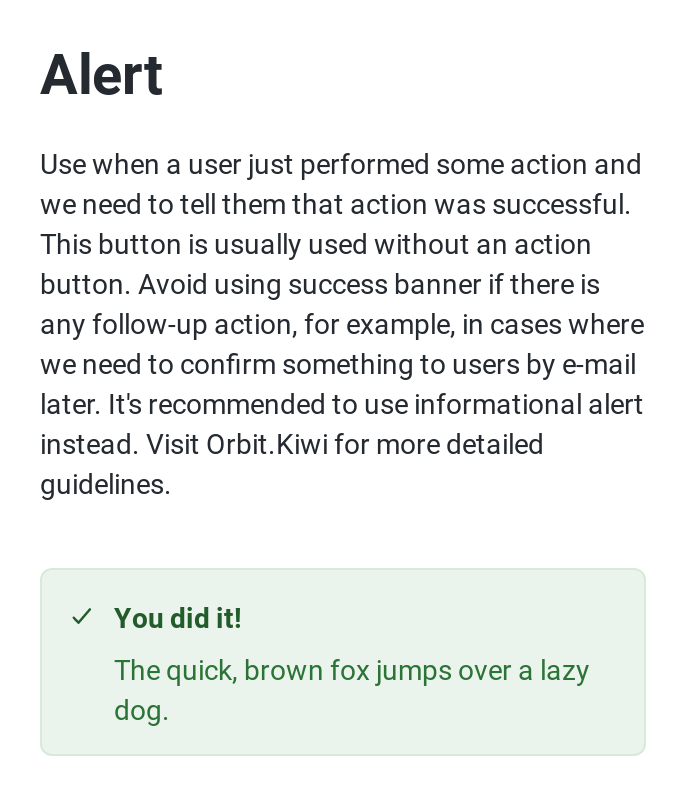 Alert
Use when a user just performed some action and
we need to tell them that action was successful.
This button is usually used without an action
button. Avoid using success banner if there is
any follow-up action, for example, in cases where
we need to confirm something to users by e-mail
later. It's recommended to use informational alert
instead. Visit Orbit.Kiwi for more detailed
guidelines.
You did it!
The quick, brown fox jumps over a lazy
dog.